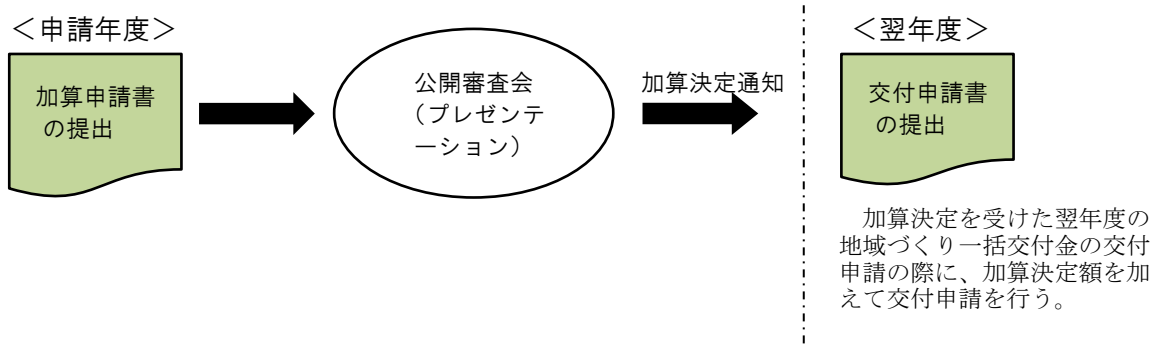 ＜申請年度＞
加算申請書
の提出
公開審査会
（プレゼンテ
ーション）
加算決定通知
＜翌年度＞
交付申請書
の提出
　加算決定を受けた翌年度の
地域づくり一括交付金の交付
申請の際に、加算決定額を加
えて交付申請を行う。